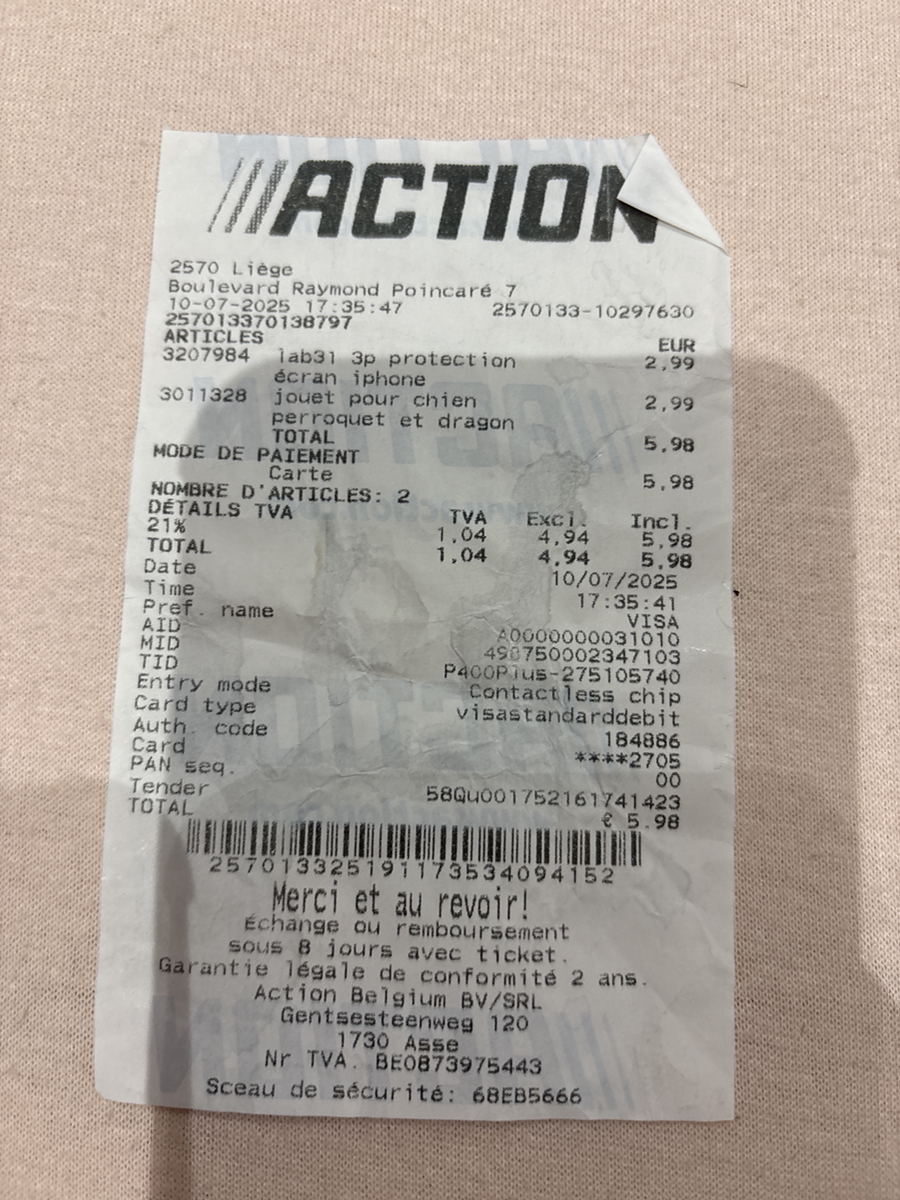 ACTION
2570 Liège
Boulevard Raymond Poincaré 7
10-07-2025 17:35:47 2570133-10297630
257013370138797
ARTICLES EUR
3207984 lab31 3p protection 2,99
écran iphone
3011328 jouet pour chien 2,99
perroquet et dragon
TOTAL 5,98
MODE DE PAIEMENT
Carte 5,98
NOMBRE D'ARTICLES: 2
DÉTAILS TVA TVA Excl. Incl.
21% 1,04 4,94 5,98
TOTAL 1,04 4,94 5,98
Date 10/07/2025
Time 17:35:41
Pref. name VISA
AID A0000000031010
MID 498750002347103
TID P400Plus-275105740
Entry mode Contactless chip
Card type visastandarddebit
Auth. code 184886
Card ****2705
PAN seq. 00
Tender 58Qu001752161741423
TOTAL € 5.98
257013325191173534094152
Merci et au revoir!
Échange ou remboursement
sous 8 jours avec ticket.
Garantie légale de conformité 2 ans.
Action Belgium BV/SRL
Gentsesteenweg 120
1730 Asse
Nr TVA. BE0873975443
Sceau de sécurité: 68EB5666